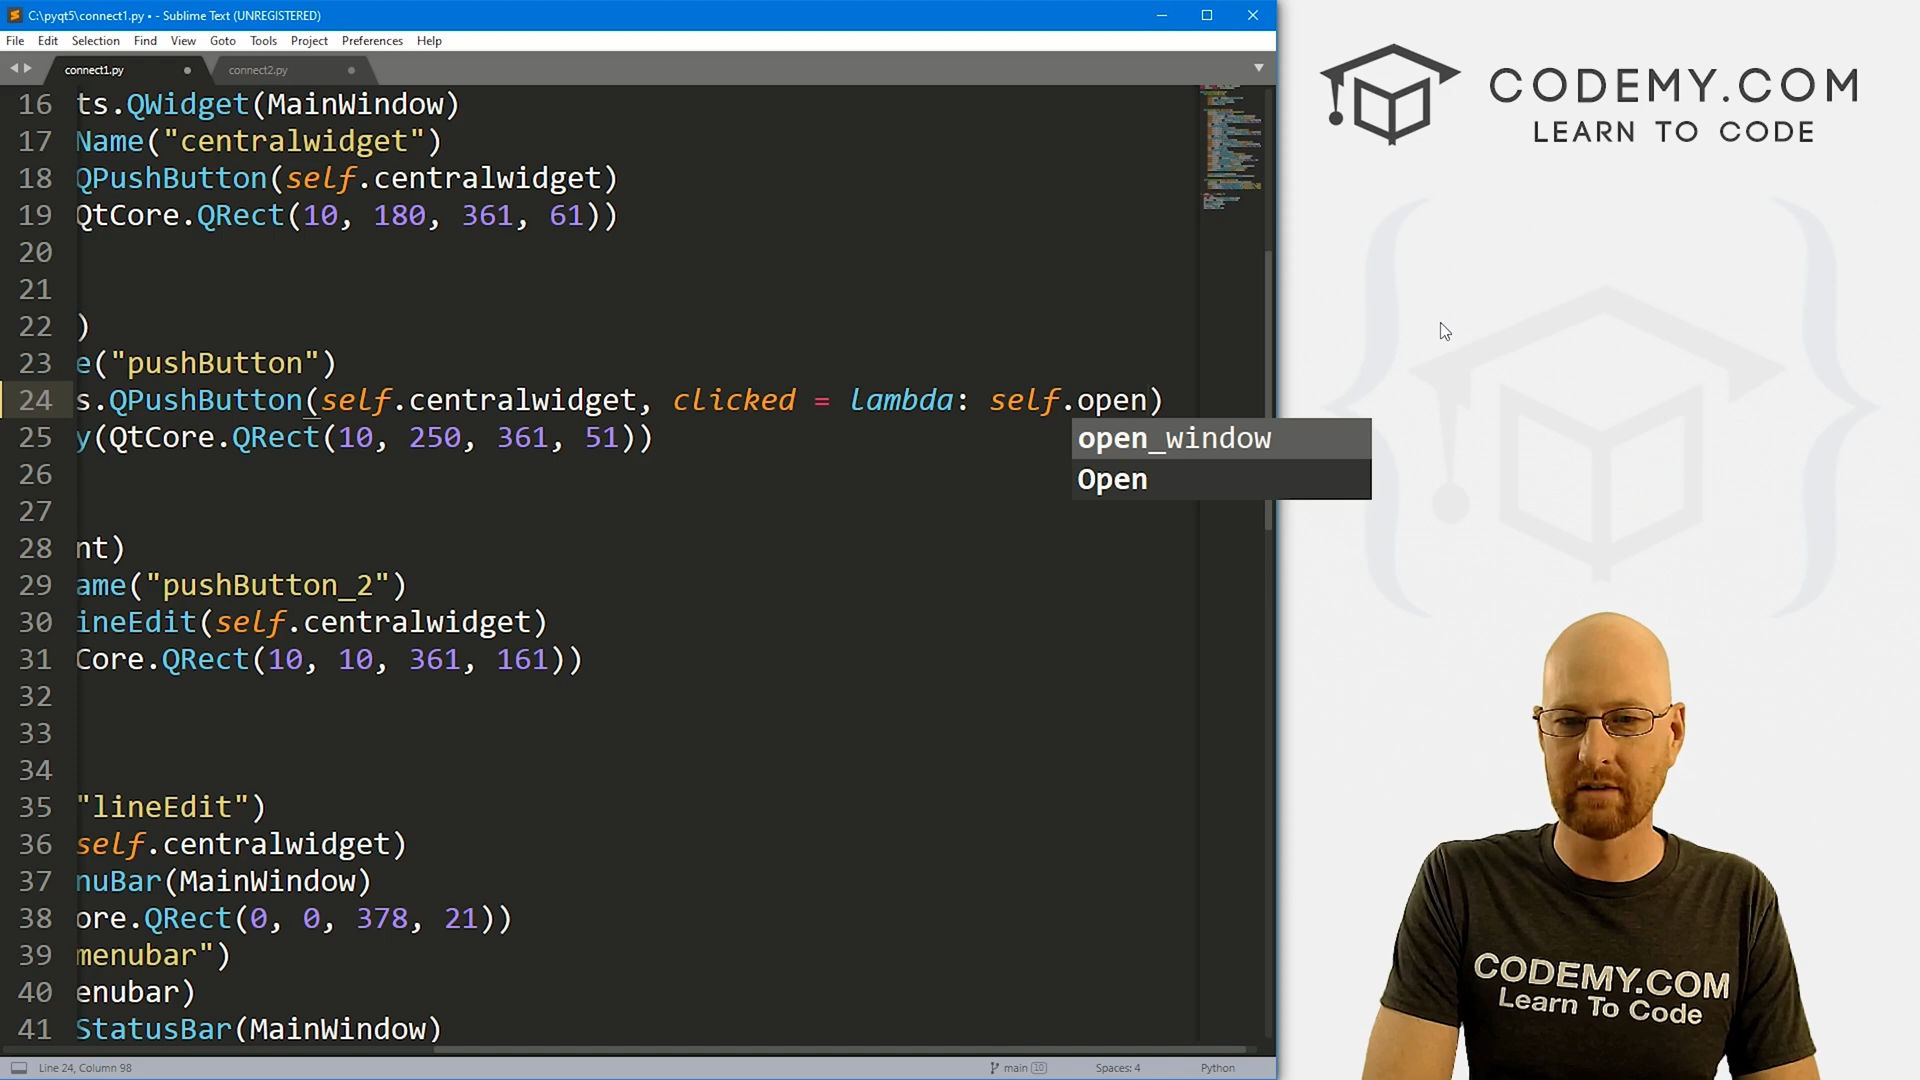 C:\pyqt5\connect1.py • - Sublime Text (UNREGISTERED)
File Edit Selection Find View Goto Tools Project Preferences Help
connect1.py connect2.py
16 ts.QWidget(MainWindow)
17 Name("centralwidget")
18 QPushButton(self.centralwidget)
19 QtCore.QRect(10, 180, 361, 61))
20
21
22 )
23 e("pushButton")
24 s.QPushButton(self.centralwidget, clicked = lambda: self.open)
open_window
25 y(QtCore.QRect(10, 250, 361, 51))
Open
26
27
28 nt)
29 ame("pushButton_2")
30 ineEdit(self.centralwidget)
31 Core.QRect(10, 10, 361, 161))
32
33
34
35 "lineEdit")
36 self.centralwidget)
37 nuBar(MainWindow)
38 ore.QRect(0, 0, 378, 21))
39 menubar")
40 enubar)
41 StatusBar(MainWindow)
Line 24, Column 98 main 10 Spaces: 4 Python
CODEMY.COM
LEARN TO CODE
CODEMY.COM
Learn To Code